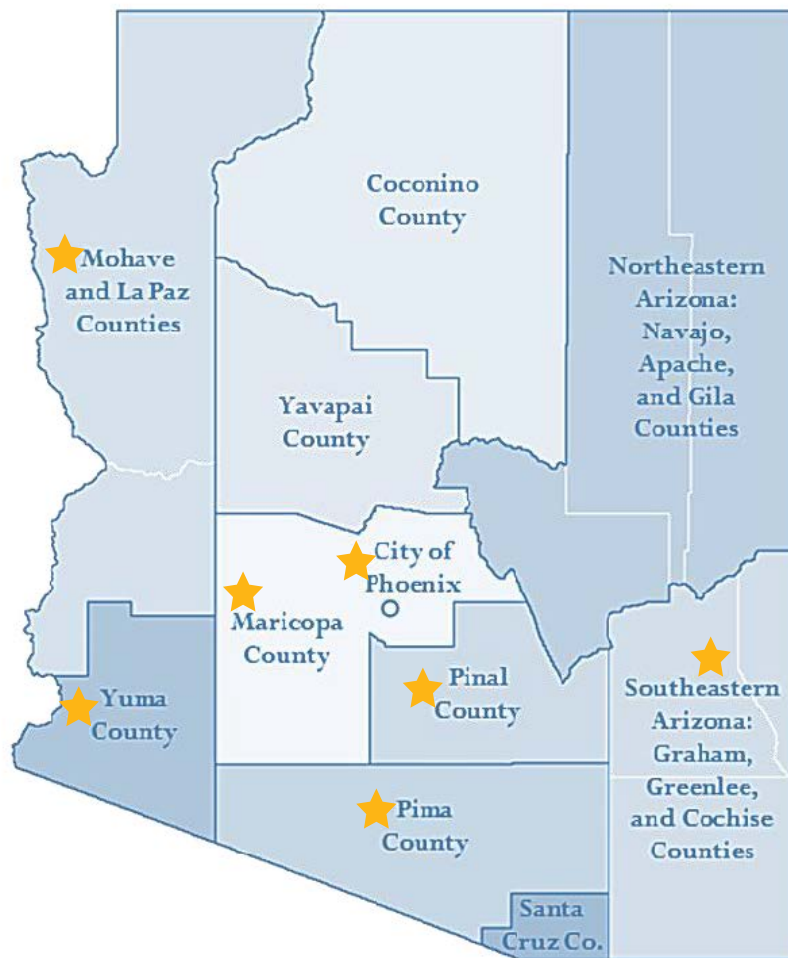 Coconino
County
Mohave
and La Paz
Counties
Northeastern
Arizona:
Navajo,
Apache,
and Gila
Counties
Yavapai
County
City of
Phoenix
Maricopa
County
Pinal
County
Southeastern
Arizona:
Graham,
Greenlee,
and Cochise
Counties
Yuma
County
Pima
County
Santa
Cruz Co.